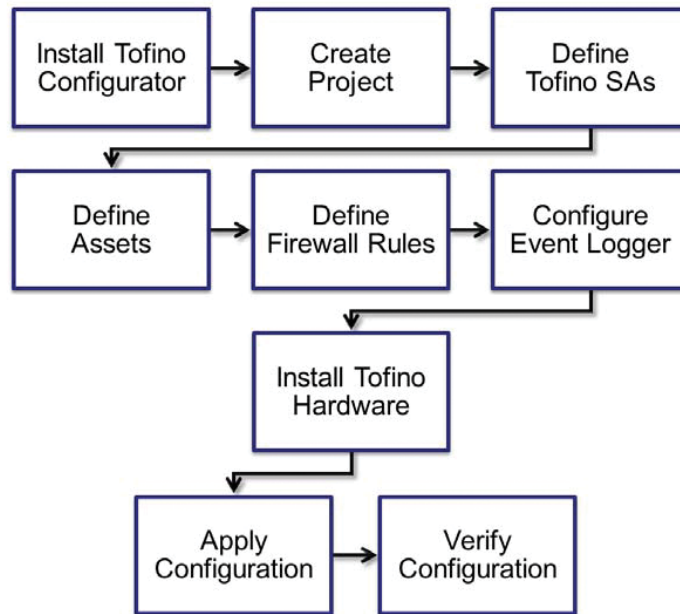 Install Tofino
Configurator
Create
Project
Define
Tofino SAs
Define
Assets
Define
Firewall Rules
Configure
Event Logger
Install Tofino
Hardware
Apply
Configuration
Verify
Configuration